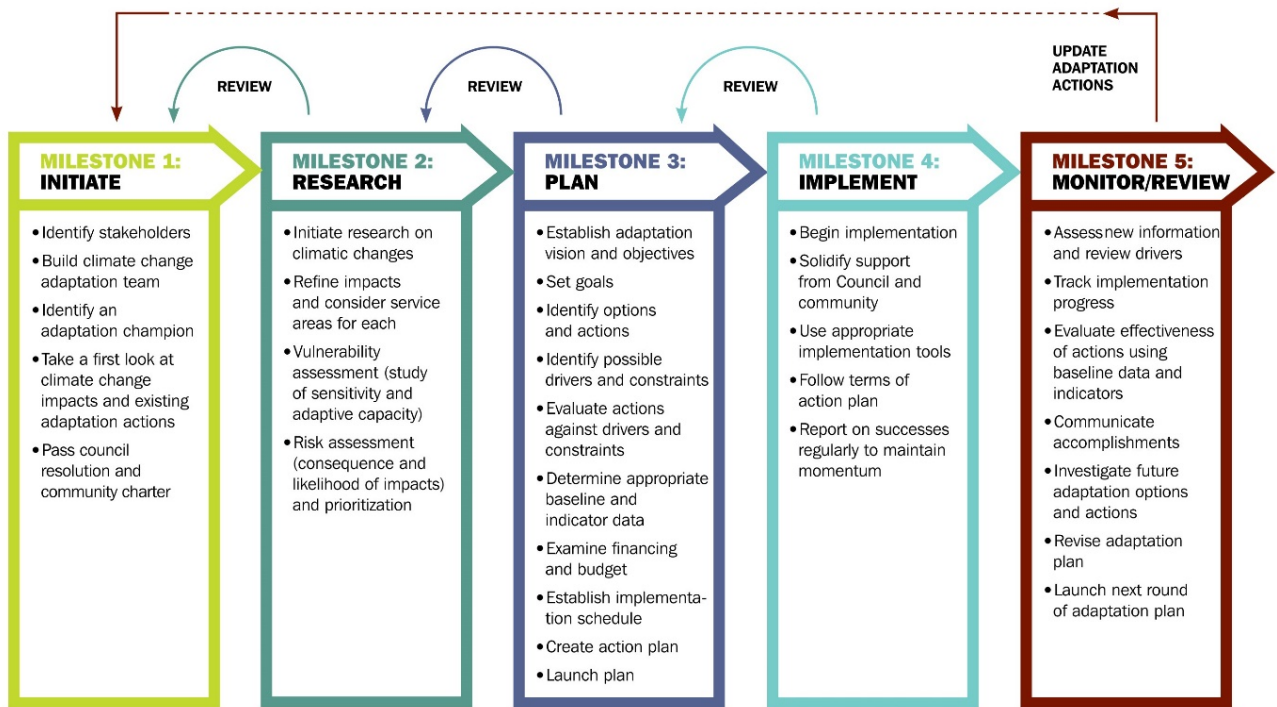 UPDATE
ADAPTATION
ACTIONS
REVIEW
REVIEW
REVIEW
MILESTONE 1:
INITIATE
• Identify stakeholders
• Build climate change
adaptation team
• Identify an
adaptation champion
• Take a first look at
climate change
impacts and existing
adaptation actions
• Pass council
resolution and
community charter
MILESTONE 2:
RESEARCH
• Initiate research on
climatic changes
• Refine impacts
and consider service
areas for each
• Vulnerability
assessment (study
of sensitivity and
adaptive capacity)
• Risk assessment
(consequence and
likelihood of impacts)
and prioritization
MILESTONE 3:
PLAN
• Establish adaptation
vision and objectives
• Set goals
• Identify options
and actions
• Identify possible
drivers and constraints
• Evaluate actions
against drivers and
constraints
• Determine appropriate
baseline and
indicator data
• Examine financing
and budget
• Establish implementa-
tion schedule
• Create action plan
• Launch plan
MILESTONE 4:
IMPLEMENT
• Begin implementation
• Solidify support
from Council and
community
• Use appropriate
implementation tools
• Follow terms of
action plan
• Report on successes
regularly to maintain
momentum
MILESTONE 5:
MONITOR/REVIEW
• Assess new information
and review drivers
• Track implementation
progress
• Evaluate effectiveness
of actions using
baseline data and
indicators
• Communicate
accomplishments
• Investigate future
adaptation options
and actions
• Revise adaptation
plan
• Launch next round
of adaptation plan